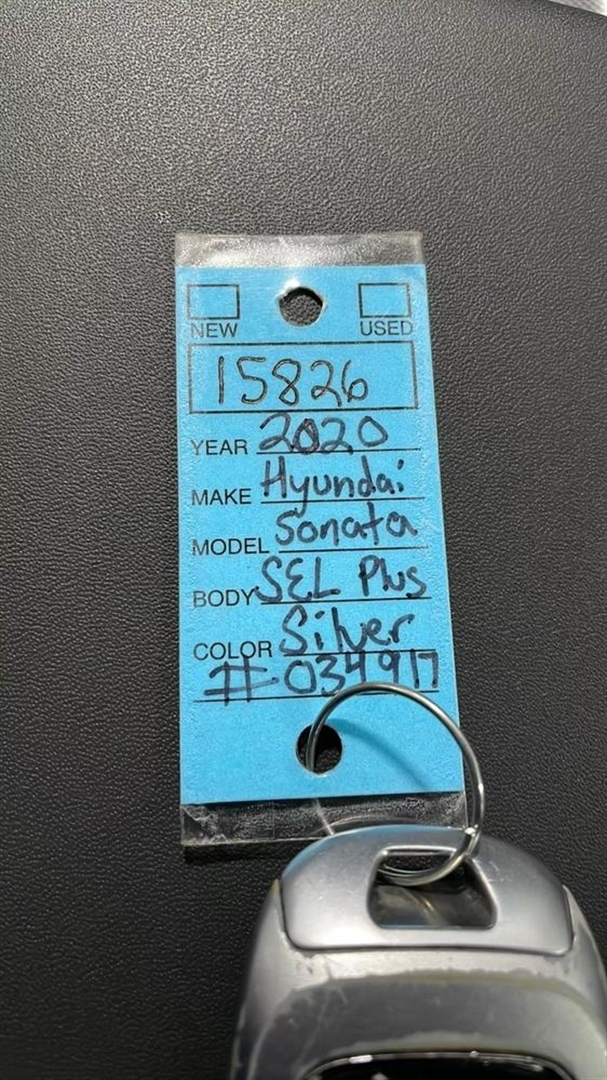 NEW USED
15826
YEAR 2020
MAKE Hyundai
MODEL Sonata
BODY SEL Plus
COLOR Silver
#034917